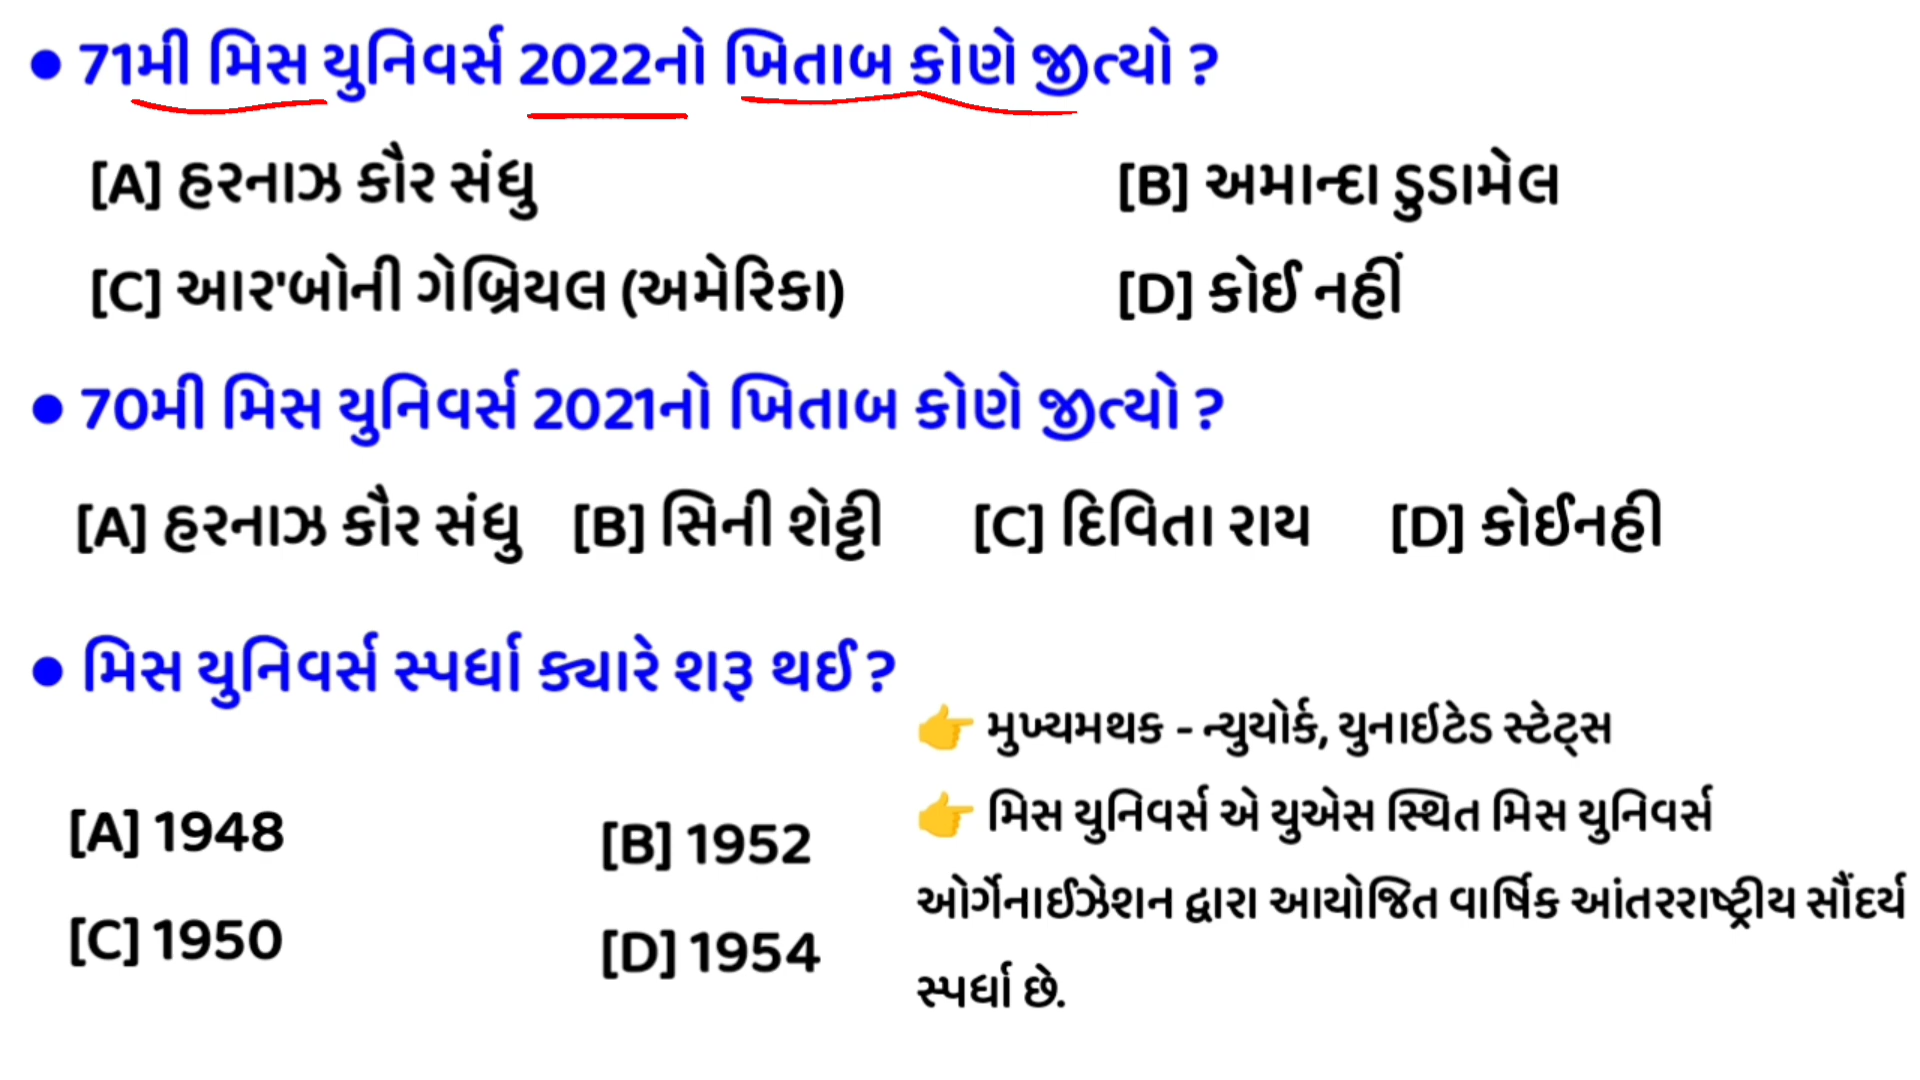 ● 71મી મિસ યુનિવર્સ 2022નો ખિતાબ કોણે જીત્યો ?
[A] હરનાઝ કૌર સંધુ [B] અમાન્દા ડુડામેલ
[C] આર'બોની ગેબ્રિયલ (અમેરિકા) [D] કોઈ નહીં
● 70મી મિસ યુનિવર્સ 2021નો ખિતાબ કોણે જીત્યો ?
[A] હરનાઝ કૌર સંધુ [B] સિની શેટ્ટી [C] દિવિતા રાય [D] કોઈનહી
● મિસ યુનિવર્સ સ્પર્ધા ક્યારે શરૂ થઈ ?
[A] 1948 [B] 1952
[C] 1950 [D] 1954
👉 મુખ્યમથક - ન્યુયોર્ક, યુનાઇટેડ સ્ટેટ્સ
👉 મિસ યુનિવર્સ એ યુએસ સ્થિત મિસ યુનિવર્સ
ઓર્ગેનાઈઝેશન દ્વારા આયોજિત વાર્ષિક આંતરરાષ્ટ્રીય સૌંદર્ય
સ્પર્ધા છે.